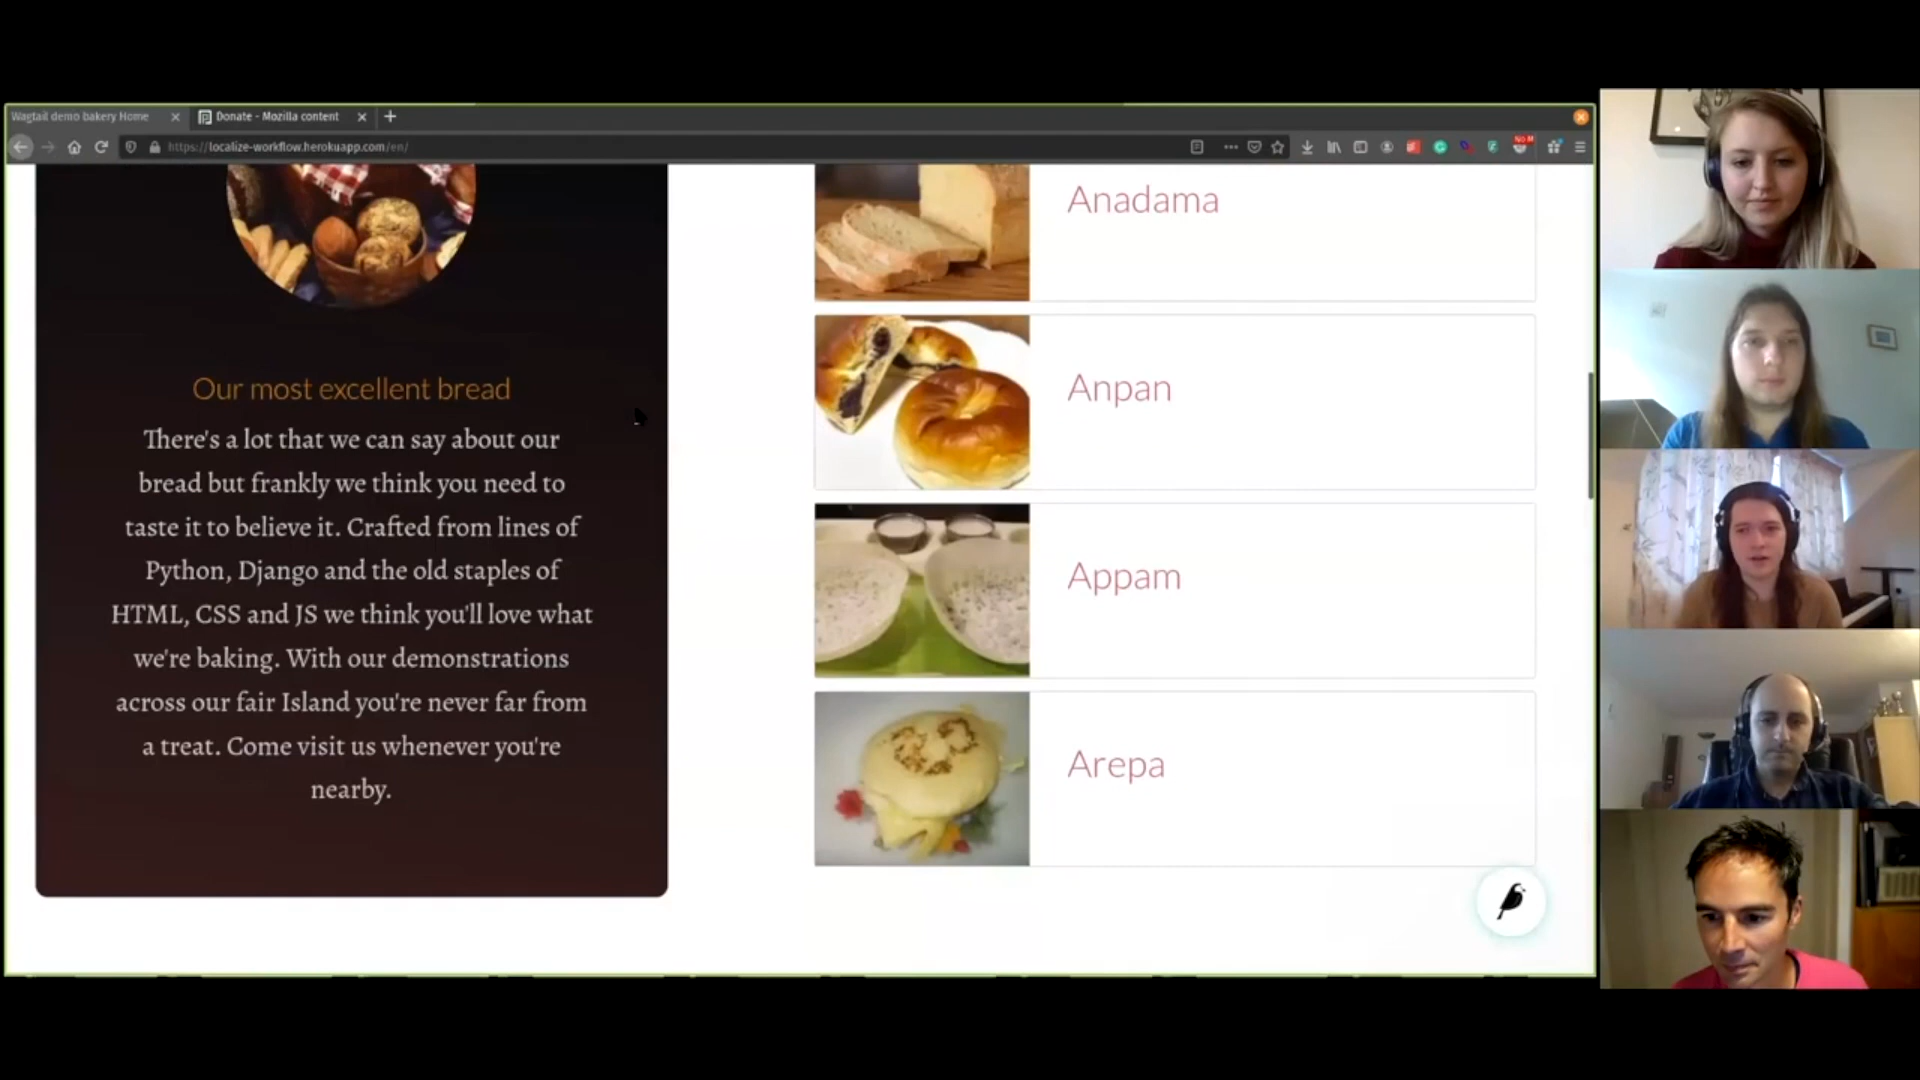 Wagtail demo bakery Home
Donate - Mozilla content
https://localize-workflow.herokuapp.com/en/
No M
Our most excellent bread
There's a lot that we can say about our
bread but frankly we think you need to
taste it to believe it. Crafted from lines of
Python, Django and the old staples of
HTML, CSS and JS we think you'll love what
we're baking. With our demonstrations
across our fair Island you're never far from
a treat. Come visit us whenever you're
nearby.
Anadama
Anpan
Appam
Arepa